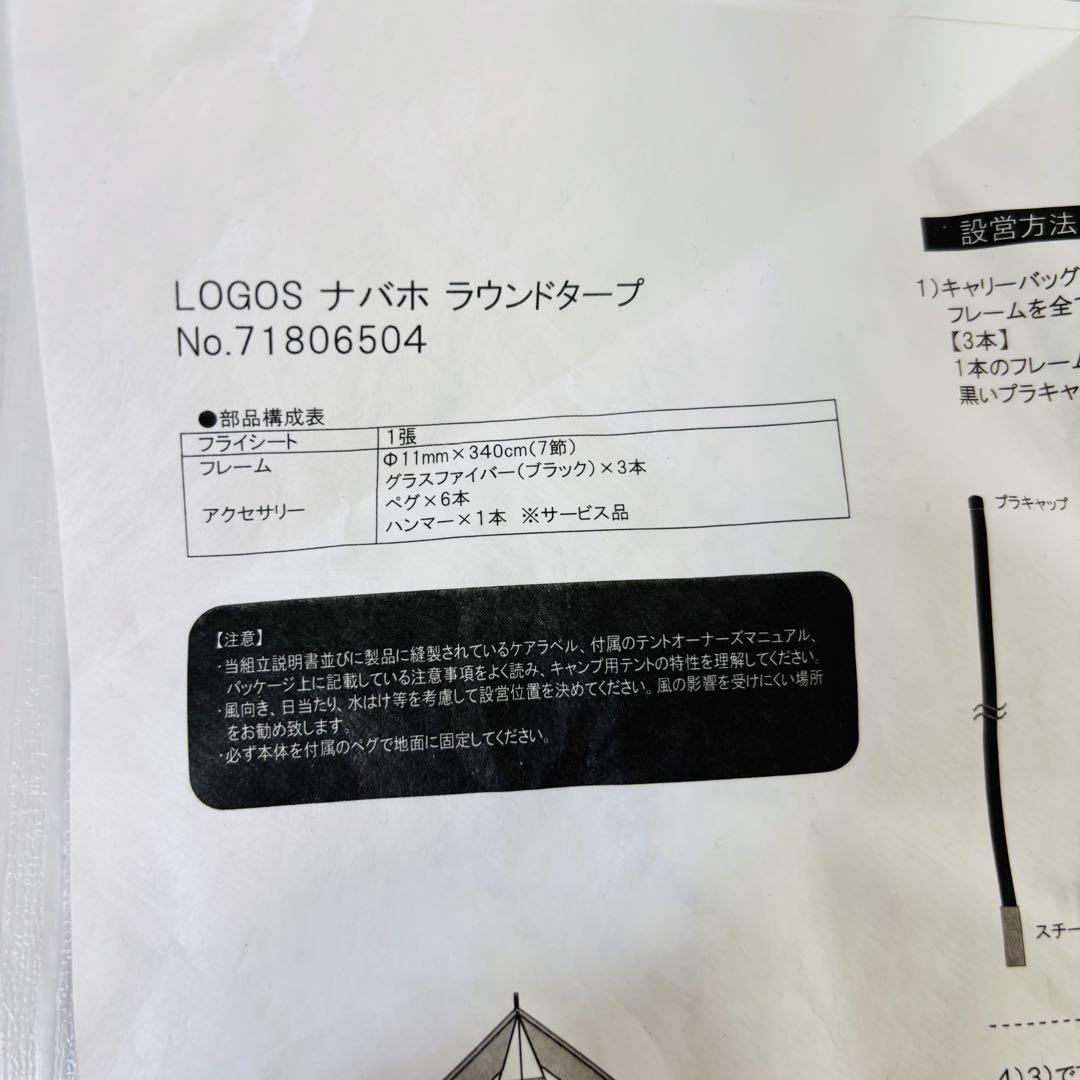 LOGOS ナバホ ラウンドタープ
No.71806504
●部品構成表
フライシート 1張
フレーム Φ11mm×340cm(7節)
グラスファイバー(ブラック)×3本
アクセサリー ペグ×6本
ハンマー×1本 ※サービス品
【注意】
・当組立説明書並びに製品に縫製されているケアラベル、付属のテントオーナーズマニュアル、
パッケージ上に記載している注意事項をよく読み、キャンプ用テントの特性を理解してください。
・風向き、日当たり、水はけ等を考慮して設営位置を決めてください。風の影響を受けにくい場所
をお勧め致します。
・必ず本体を付属のペグで地面に固定してください。
設営方法
1)キャリーバッグ
フレームを全て
【3本】
1本のフレーム
黒いプラキャ
プラキャップ
スチー
4)3)で